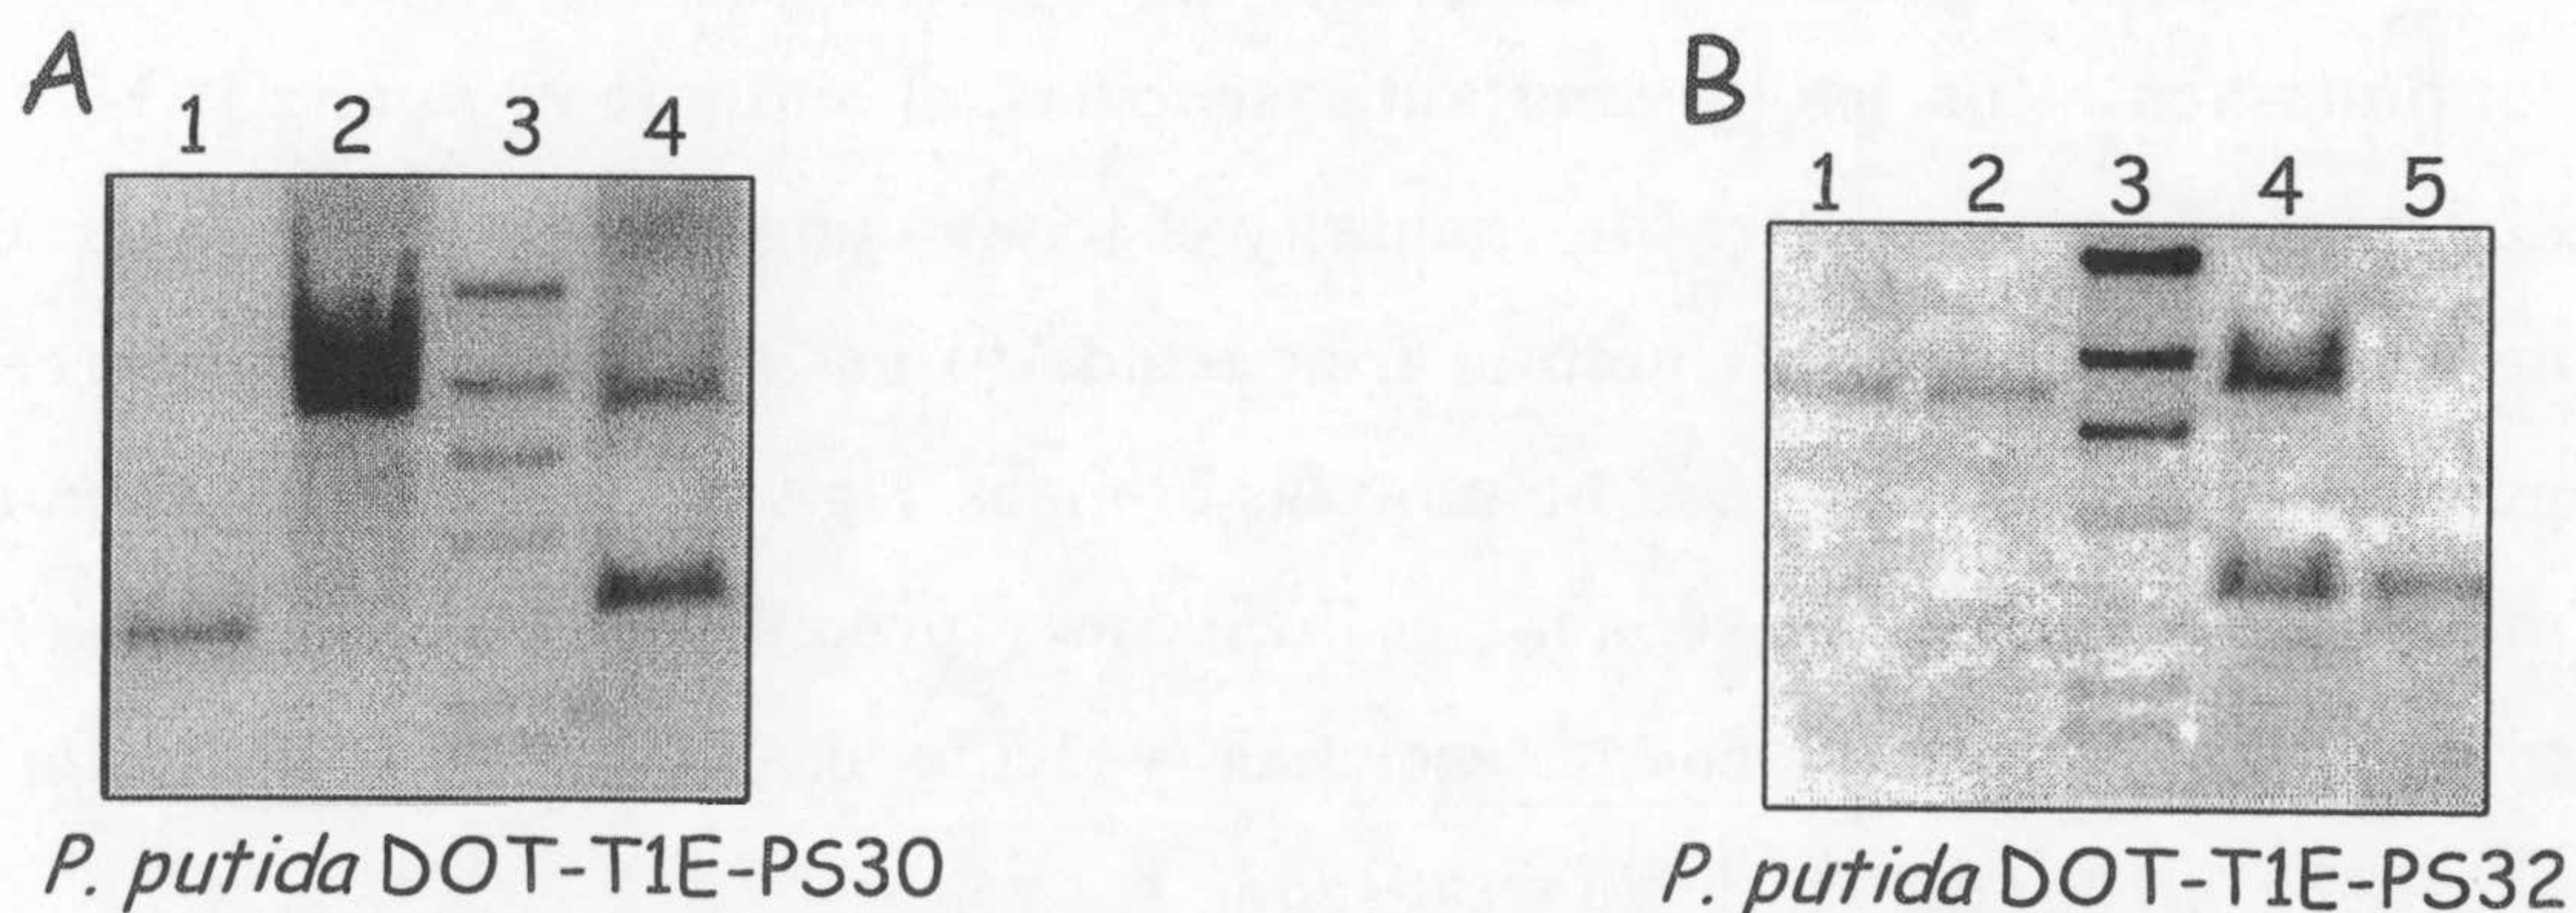 A
1 2 3 4
P. putida DOT-T1E-PS30
B
1 2 3 4 5
P. putida DOT-T1E-PS32